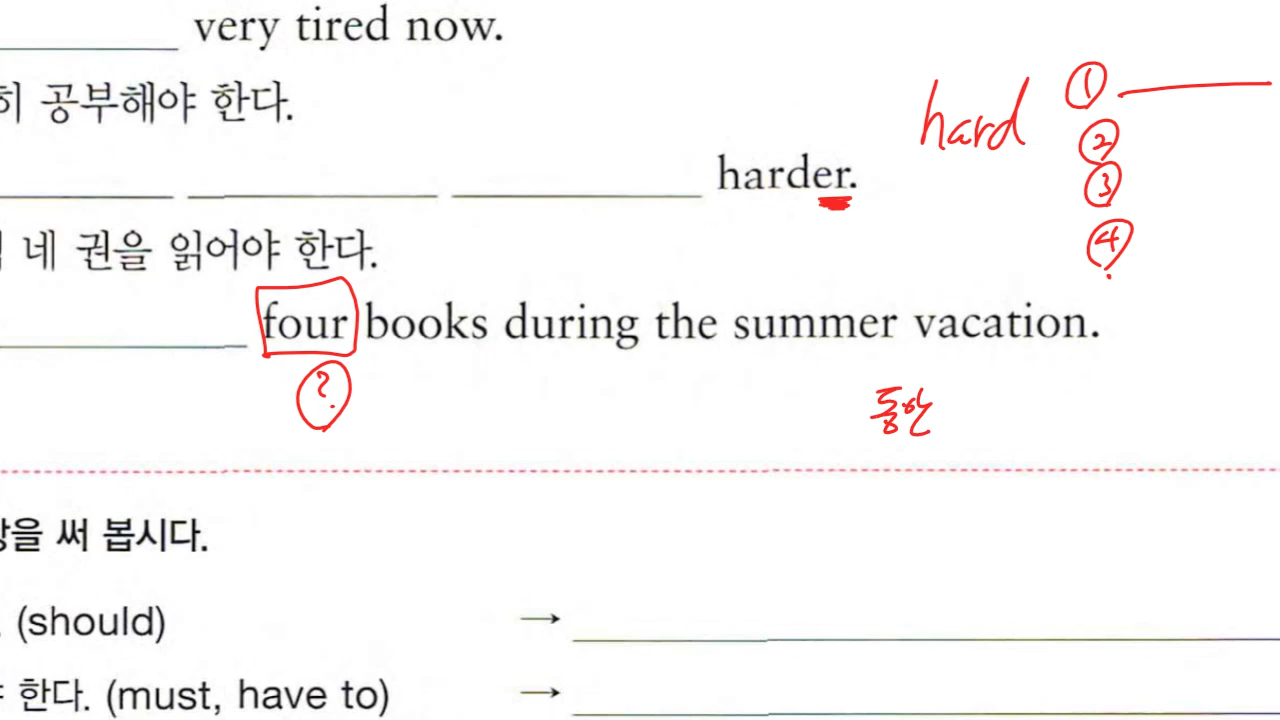 very tired now.
히 공부해야 한다.
hard ①
②
③
④
harder.
네 권을 읽어야 한다.
four books during the summer vacation.
?
동안
을 써 봅시다.
. (should) →
한다. (must, have to) →